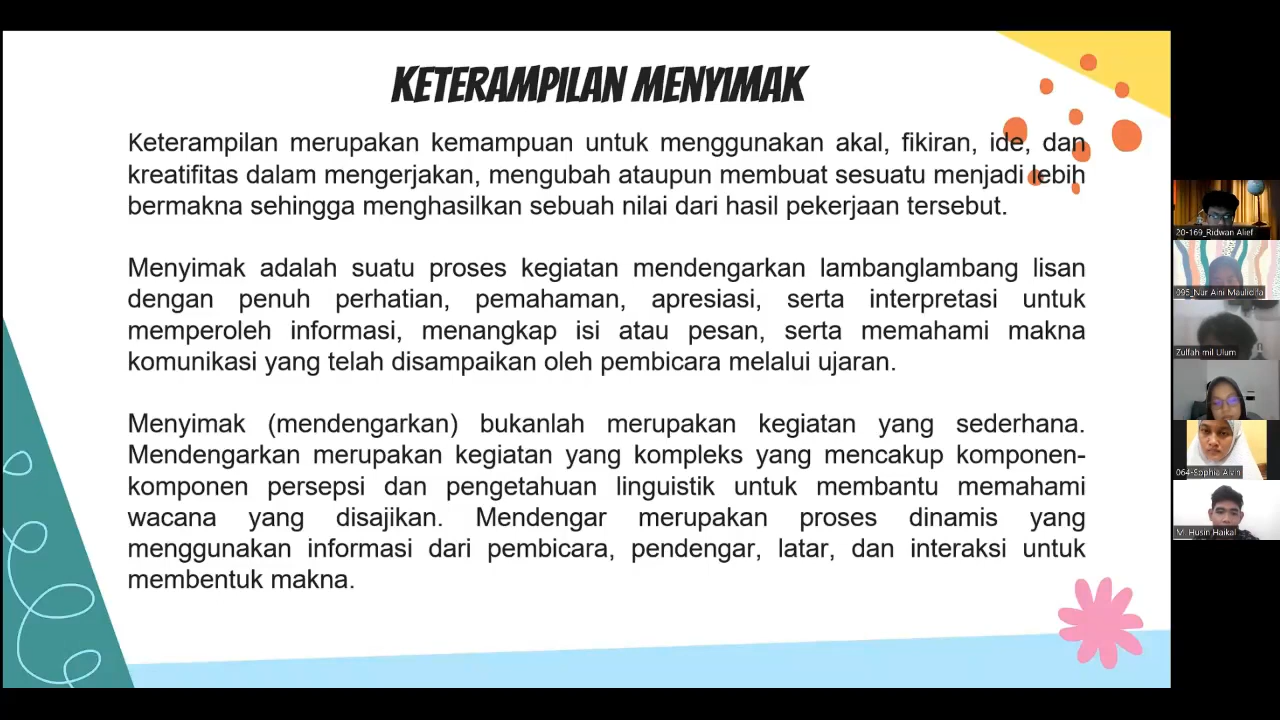 KETERAMPILAN MENYIMAK
Keterampilan merupakan kemampuan untuk menggunakan akal, fikiran, ide, dan
kreatifitas dalam mengerjakan, mengubah ataupun membuat sesuatu menjadi lebih
bermakna sehingga menghasilkan sebuah nilai dari hasil pekerjaan tersebut.
Menyimak adalah suatu proses kegiatan mendengarkan lambanglambang lisan
dengan penuh perhatian, pemahaman, apresiasi, serta interpretasi untuk
memperoleh informasi, menangkap isi atau pesan, serta memahami makna
komunikasi yang telah disampaikan oleh pembicara melalui ujaran.
Menyimak (mendengarkan) bukanlah merupakan kegiatan yang sederhana.
Mendengarkan merupakan kegiatan yang kompleks yang mencakup komponen-
komponen persepsi dan pengetahuan linguistik untuk membantu memahami
wacana yang disajikan. Mendengar merupakan proses dinamis yang
menggunakan informasi dari pembicara, pendengar, latar, dan interaksi untuk
membentuk makna.
20-169_Ridwan Alief
095_Nur Aini
Zulfah mil Ulum
064-Sophia Alvin
M. Husin Haikal